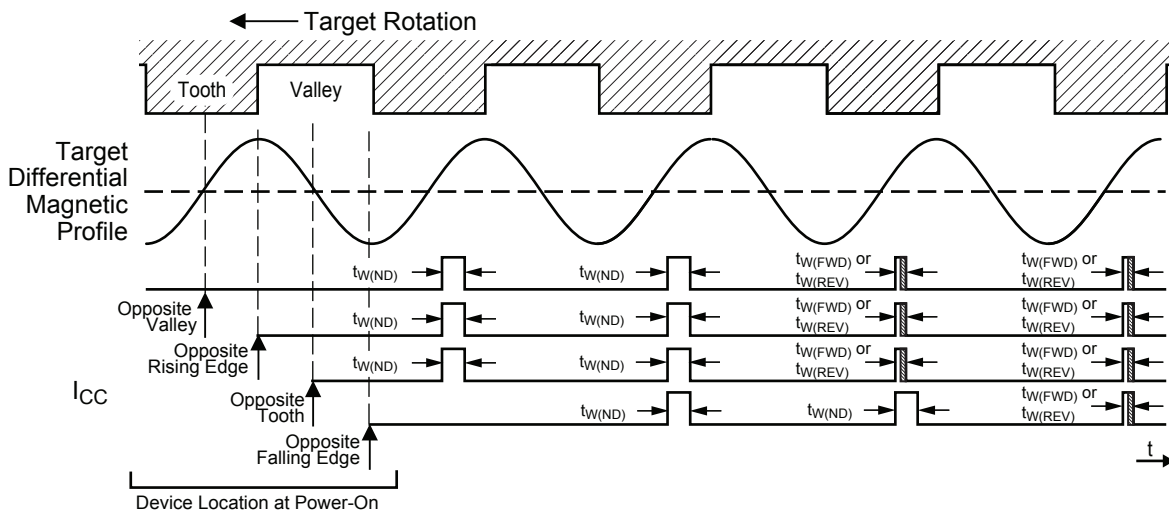 Target Rotation
Tooth
Valley
Target
Differential
Magnetic
Profile
tW(ND)
tW(ND)
tW(FWD) or
tW(REV)
tW(FWD) or
tW(REV)
Opposite
Valley
tW(ND)
tW(ND)
tW(FWD) or
tW(REV)
tW(FWD) or
tW(REV)
Opposite
Rising Edge
tW(ND)
tW(ND)
tW(FWD) or
tW(REV)
tW(FWD) or
tW(REV)
ICC
Opposite
Tooth
tW(ND)
tW(ND)
tW(FWD) or
tW(REV)
Opposite
Falling Edge
t
Device Location at Power-On